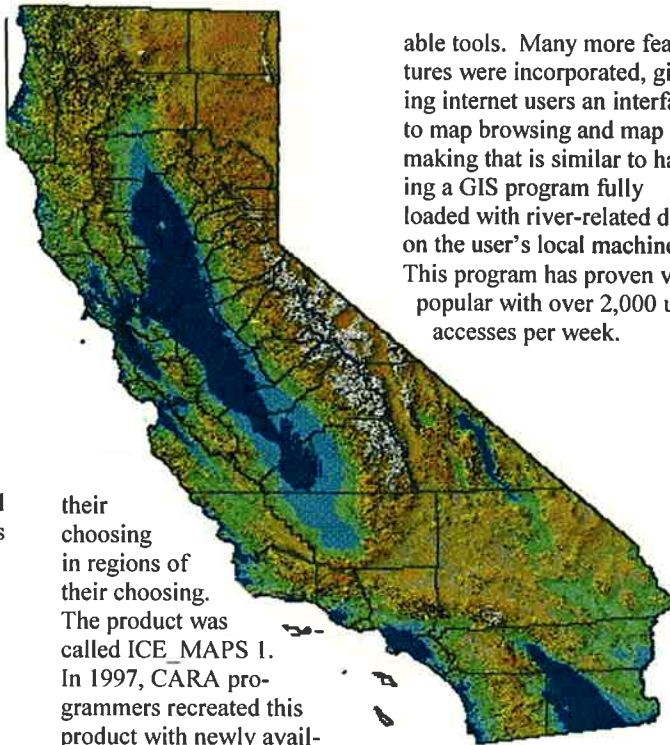 their
choosing
in regions of
their choosing.
The product was
called ICE_MAPS 1.
In 1997, CARA pro-
grammers recreated this
product with newly avail-
able tools. Many more fea
tures were incorporated, gi
ing internet users an interfa
to map browsing and map
making that is similar to ha
ing a GIS program fully
loaded with river-related d
on the user's local machine
This program has proven v
popular with over 2,000 u
accesses per week.